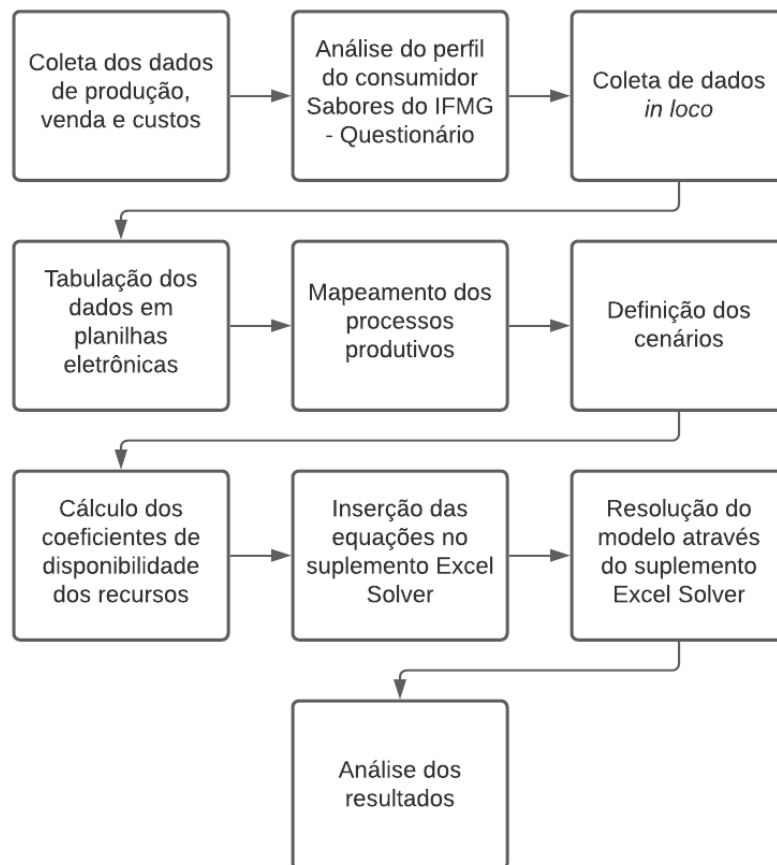 Coleta dos dados
de produção,
venda e custos
Análise do perfil
do consumidor
Sabores do IFMG
- Questionário
Coleta de dados
in loco
Tabulação dos
dados em
planilhas
eletrônicas
Mapeamento dos
processos
produtivos
Definição dos
cenários
Cálculo dos
coeficientes de
disponibilidade
dos recursos
Inserção das
equações no
suplemento Excel
Solver
Resolução do
modelo através
do suplemento
Excel Solver
Análise dos
resultados